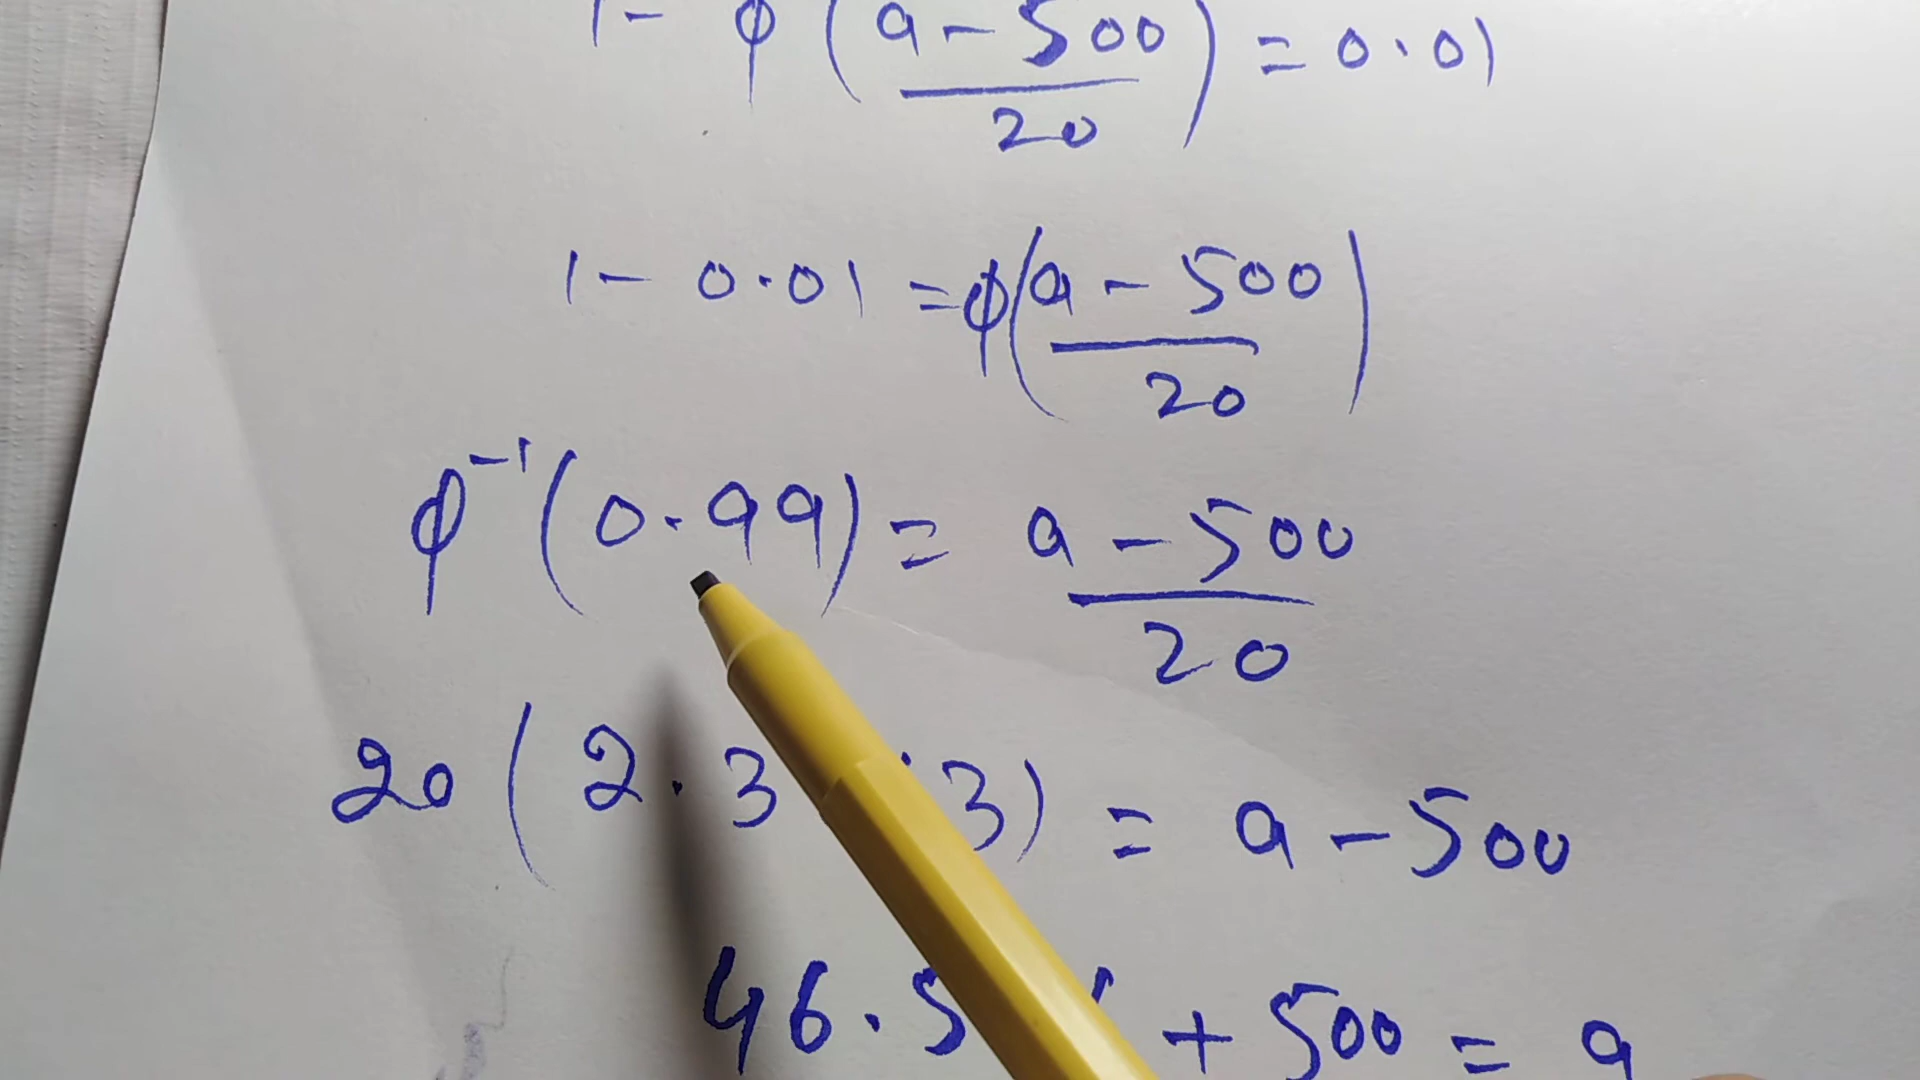 1 - φ(a - 500 / 20) = 0.01
1 - 0.01 = φ(a - 500 / 20)
φ⁻¹(0.99) = a - 500 / 20
20(2.3 3) = a - 500
46.5 + 500 = a